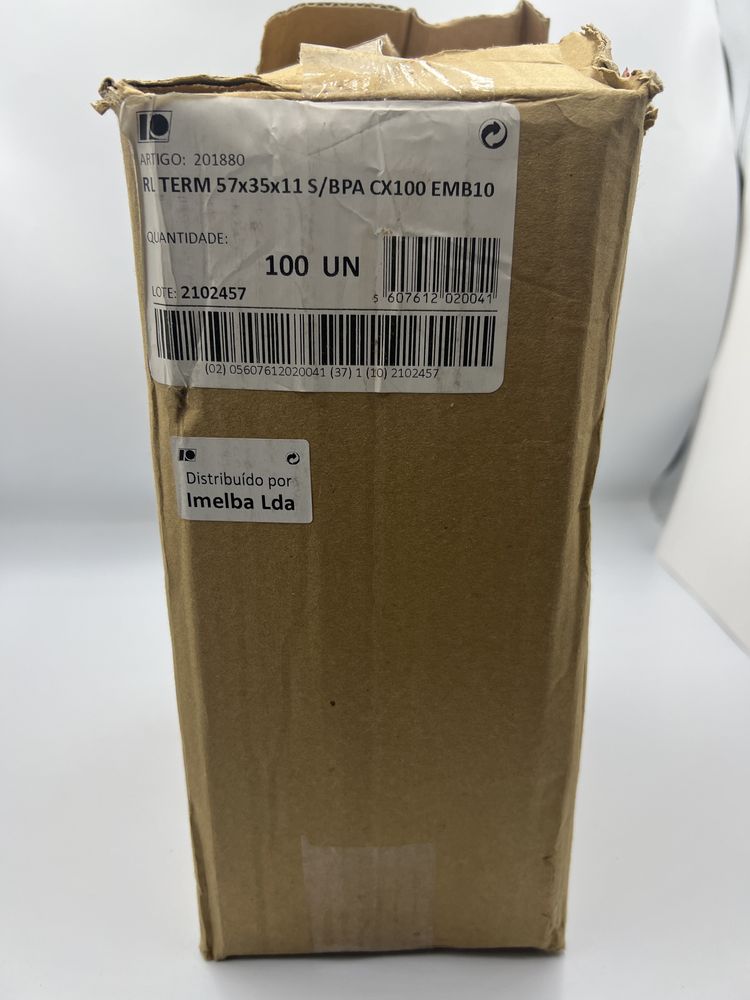 ARTIGO: 201880
RL TERM 57x35x11 S/BPA CX100 EMB10
QUANTIDADE:
100 UN
LOTE: 2102457
5 607612 020041
(02) 05607612020041 (37) 1 (10) 2102457
Distribuído por
Imelba Lda